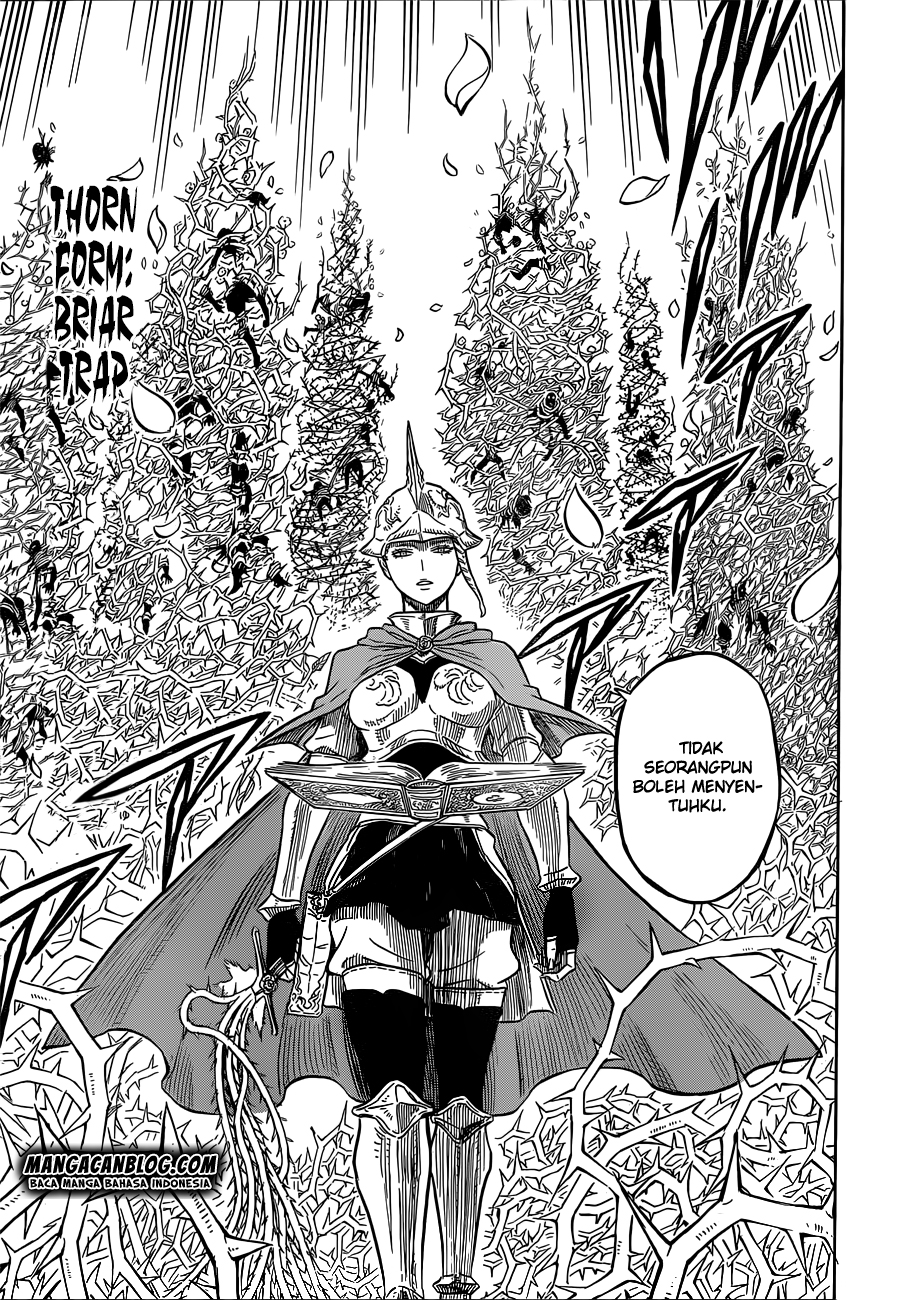 THORN
FORM:
BRIAR
TRAP
TIDAK
SEORANGPUN
BOLEH MENYEN-
TUHKU.
MANGACANBLOG.COM
BACA MANGA BAHASA INDONESIA